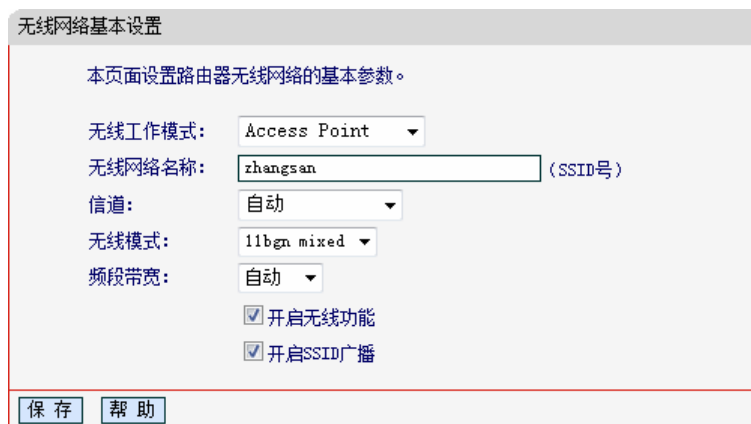 无线网络基本设置
本页面设置路由器无线网络的基本参数。
无线工作模式： Access Point
无线网络名称： zhangsan (SSID号)
信道： 自动
无线模式： 11bgn mixed
频段带宽： 自动
开启无线功能
开启SSID广播
保存 帮助